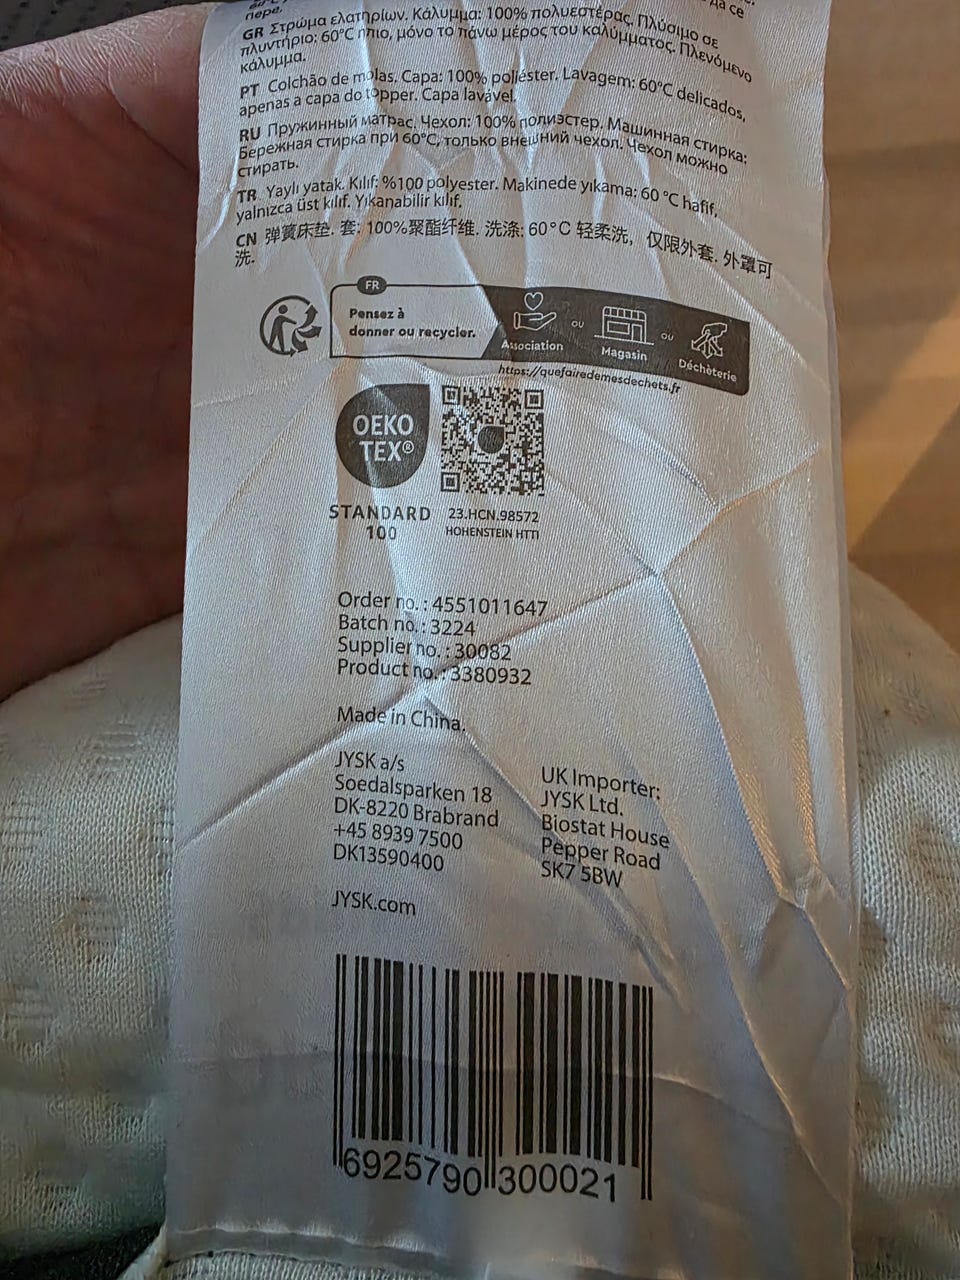 пере.
да се
GR Στρώμα ελατηρίων. Κάλυμμα: 100% πολυεστέρας. Πλύσιμο σε
πλυντήριο: 60°C ήπιο, μόνο το πάνω μέρος του καλύμματος. Πλενόμενο
κάλυμμα.
PT Colchão de molas. Capa: 100% poliéster. Lavagem: 60°C delicados,
apenas a capa do topper. Capa lavável.
RU Пружинный матрас. Чехол: 100% полиэстер. Машинная стирка:
Бережная стирка при 60°C, только внешний чехол. Чехол можно
стирать.
TR Yaylı yatak. Kılıf: %100 polyester. Makinede yıkama: 60 °C hafif,
yalnızca üst kılıf. Yıkanabilir kılıf.
CN 弹簧床垫. 套: 100%聚酯纤维. 洗涤: 60°C 轻柔洗，仅限外套. 外罩可
洗.
FR
Pensez à
donner ou recycler.
Association
ou
Magasin
ou
Déchèterie
https://quefairedemesdechets.fr
OEKO
TEX®
STANDARD
100
23.HCN.98572
HOHENSTEIN HTTI
Order no.: 4551011647
Batch no.: 3224
Supplier no.: 30082
Product no.: 3380932
Made in China.
JYSK a/s
Soedalsparken 18
DK-8220 Brabrand
+45 8939 7500
DK13590400
JYSK.com
UK Importer:
JYSK Ltd.
Biostat House
Pepper Road
SK7 5BW
6925790300021